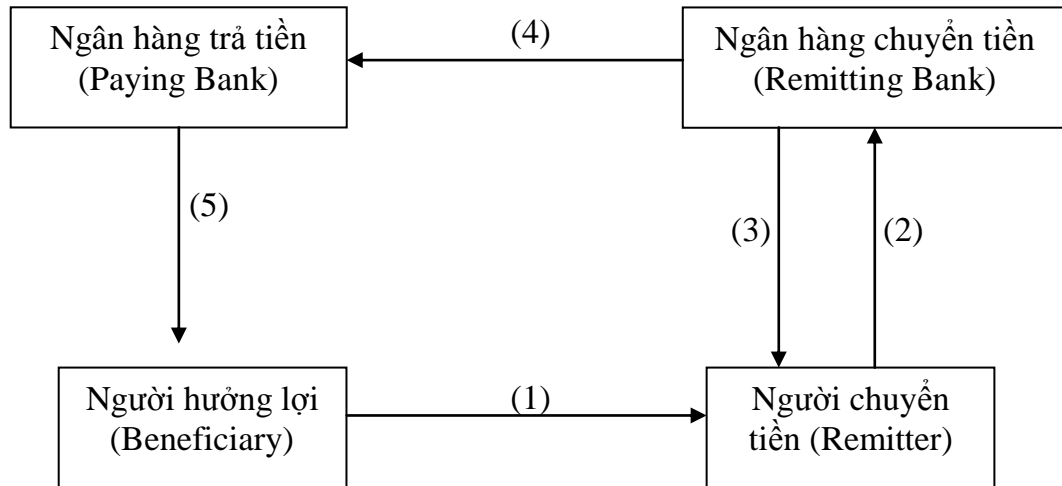 Ngân hàng trả tiền
(Paying Bank)
(4)
Ngân hàng chuyển tiền
(Remitting Bank)
(5)
(3)
(2)
Người hưởng lợi
(Beneficiary)
(1)
Người chuyển
tiền (Remitter)